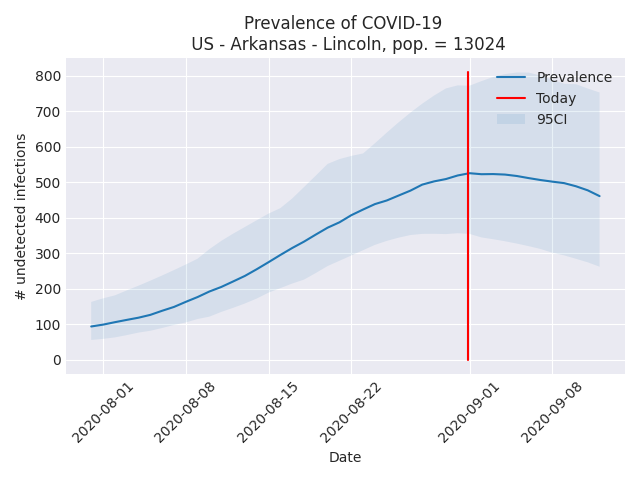 Prevalence of COVID-19
US - Arkansas - Lincoln, pop. = 13024
800
700
600
500
400
300
200
100
0
# undetected infections
Prevalence
Today
95CI
2020-08-01
2020-08-08
2020-08-15
2020-08-22
2020-09-01
2020-09-08
Date